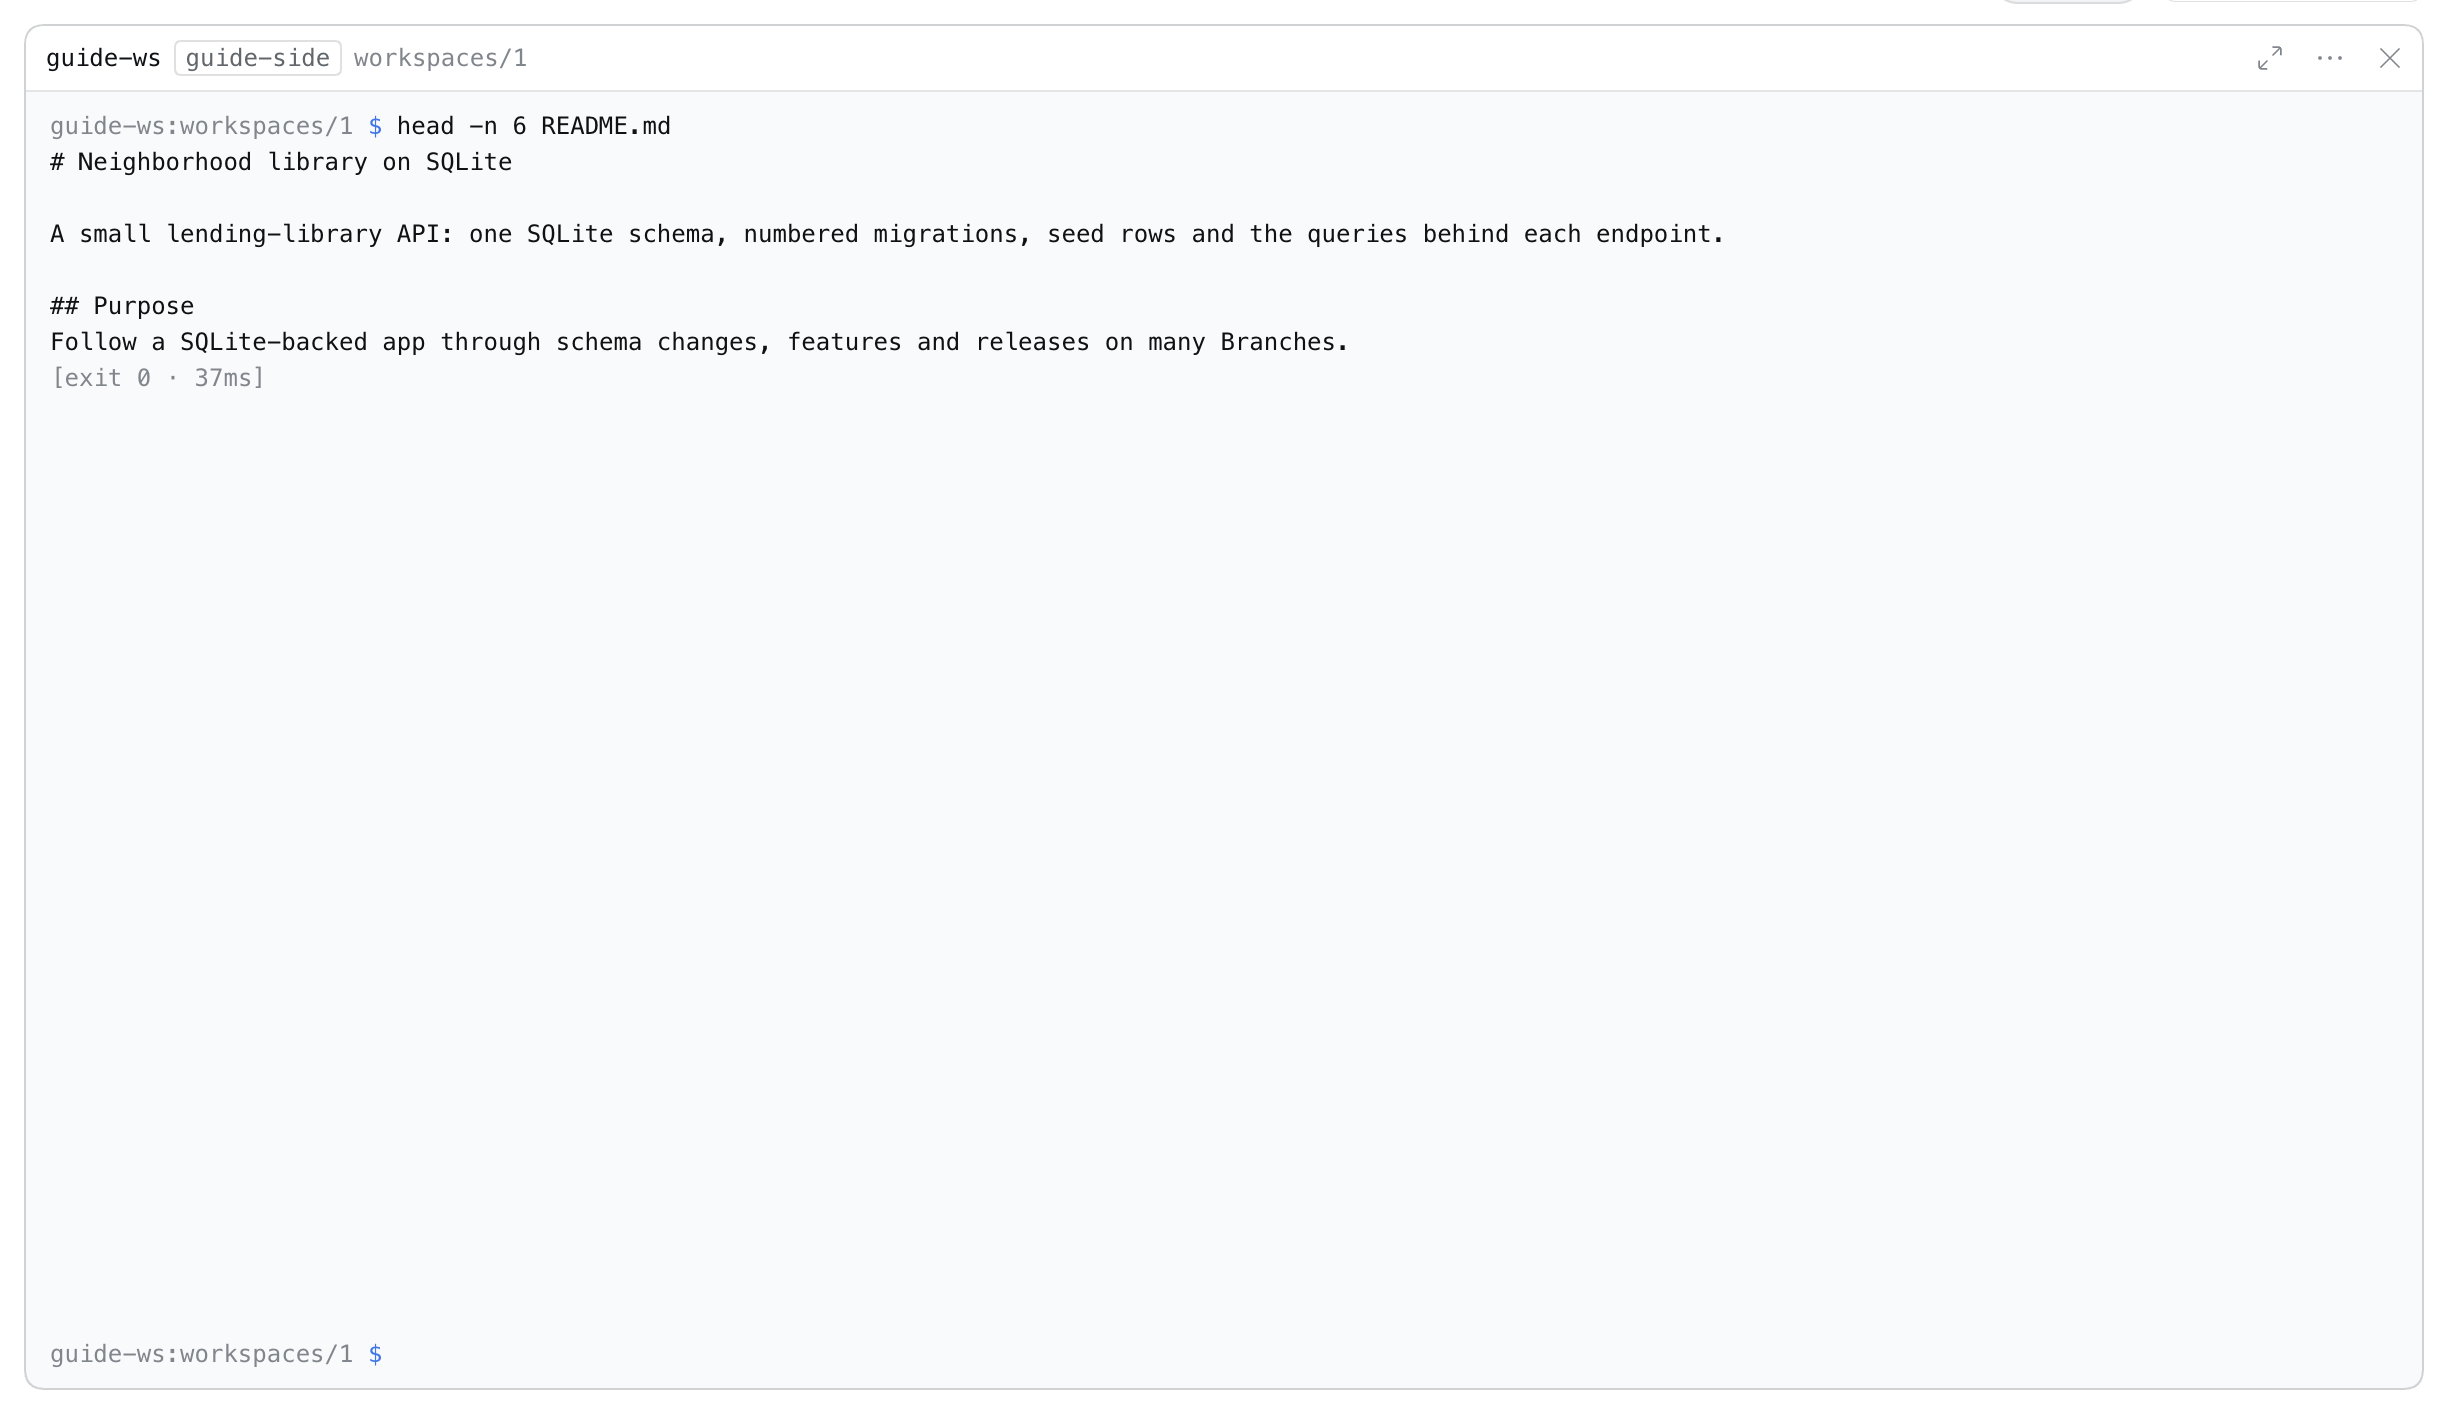 guide-ws guide-side workspaces/1
guide-ws:workspaces/1 $ head -n 6 README.md
# Neighborhood library on SQLite
A small lending-library API: one SQLite schema, numbered migrations, seed rows and the queries behind each endpoint.
## Purpose
Follow a SQLite-backed app through schema changes, features and releases on many Branches.
[exit 0 · 37ms]
guide-ws:workspaces/1 $